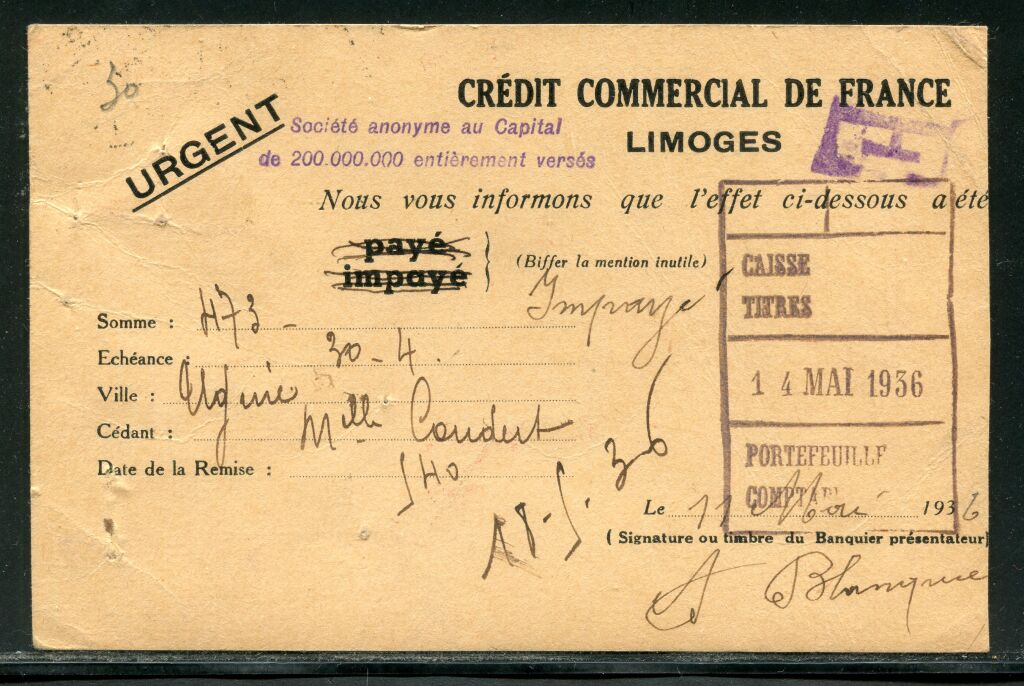 50
CRÉDIT COMMERCIAL DE FRANCE
URGENT
Société anonyme au Capital
de 200.000.000 entièrement versés
LIMOGES
Nous vous informons que l'effet ci-dessous a été
payé
impayé
(Biffer la mention inutile)
Impayé
CAISSE
TITRES
Somme : 473 -
Echéance : 30-4.
Ville :
14 MAI 1936
Cédant : Mlle Coudert
Date de la Remise :
PORTEFEUILLE
Le 11 Mai 1936
(Signature ou timbre du Banquier présentateur)